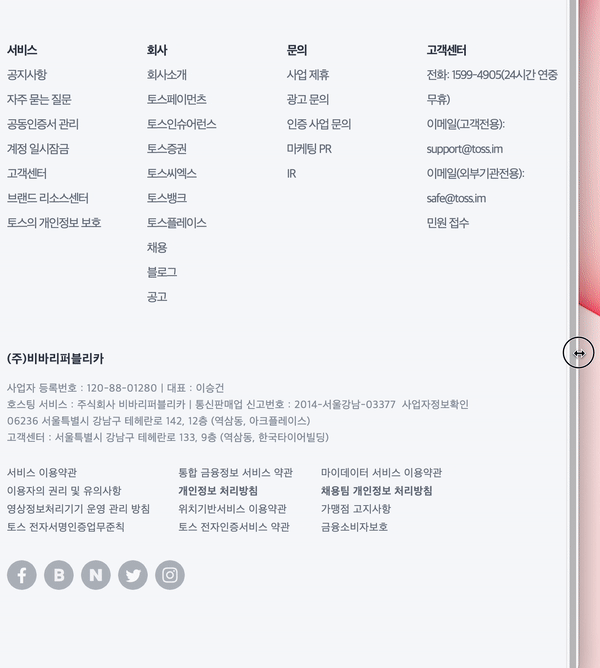 서비스
공지사항
자주 묻는 질문
공동인증서 관리
계정 일시잠금
고객센터
브랜드 리소스센터
토스의 개인정보 보호
회사
회사소개
토스페이먼츠
토스인슈어런스
토스증권
토스씨엑스
토스뱅크
토스플레이스
채용
블로그
공고
문의
사업 제휴
광고 문의
인증 사업 문의
마케팅 PR
IR
고객센터
전화: 1599-4905(24시간 연중
무휴)
이메일(고객전용):
support@toss.im
이메일(외부기관전용):
safe@toss.im
민원 접수
(주)비바리퍼블리카
사업자 등록번호 : 120-88-01280 | 대표 : 이승건
호스팅 서비스 : 주식회사 비바리퍼블리카 | 통신판매업 신고번호 : 2014-서울강남-03377 사업자정보확인
06236 서울특별시 강남구 테헤란로 142, 12층 (역삼동, 아크플레이스)
고객센터 : 서울특별시 강남구 테헤란로 133, 9층 (역삼동, 한국타이어빌딩)
서비스 이용약관
이용자의 권리 및 유의사항
영상정보처리기기 운영 관리 방침
토스 전자서명인증업무준칙
통합 금융정보 서비스 약관
개인정보 처리방침
위치기반서비스 이용약관
토스 전자인증서비스 약관
마이데이터 서비스 이용약관
채용팀 개인정보 처리방침
가맹점 고지사항
금융소비자보호
f B N